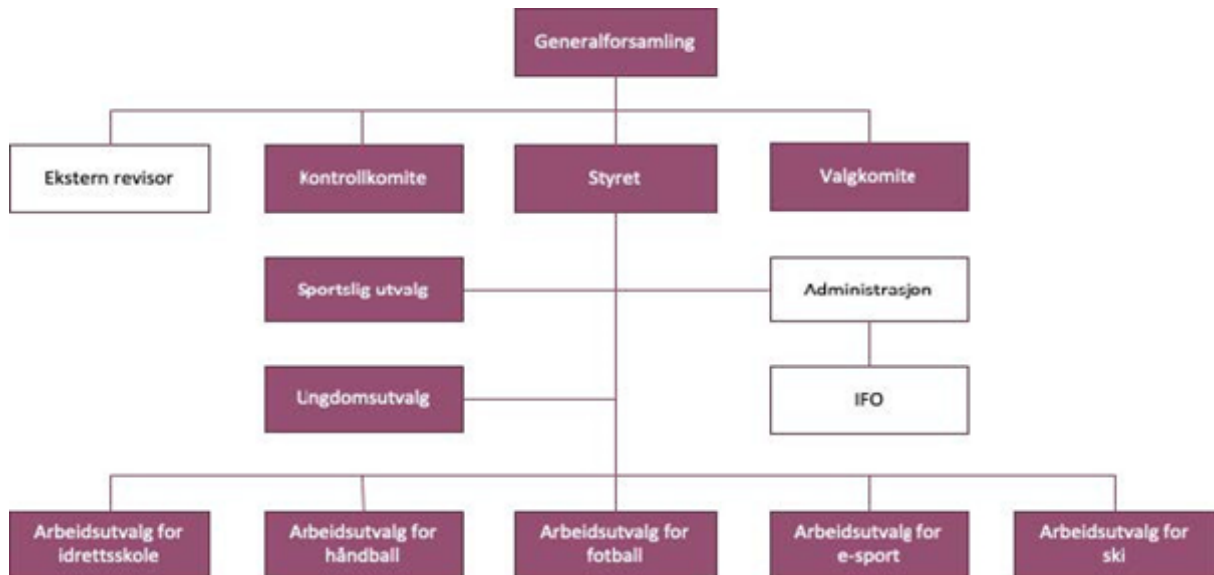 Generalforsamling
Ekstern revisor
Kontrollkomite
Styret
Valgkomite
Sportslig utvalg
Administrasjon
Ungdomsutvalg
IFO
Arbeidsutvalg for
idrettsskole
Arbeidsutvalg for
håndball
Arbeidsutvalg for
fotball
Arbeidsutvalg for
e-sport
Arbeidsutvalg for
ski